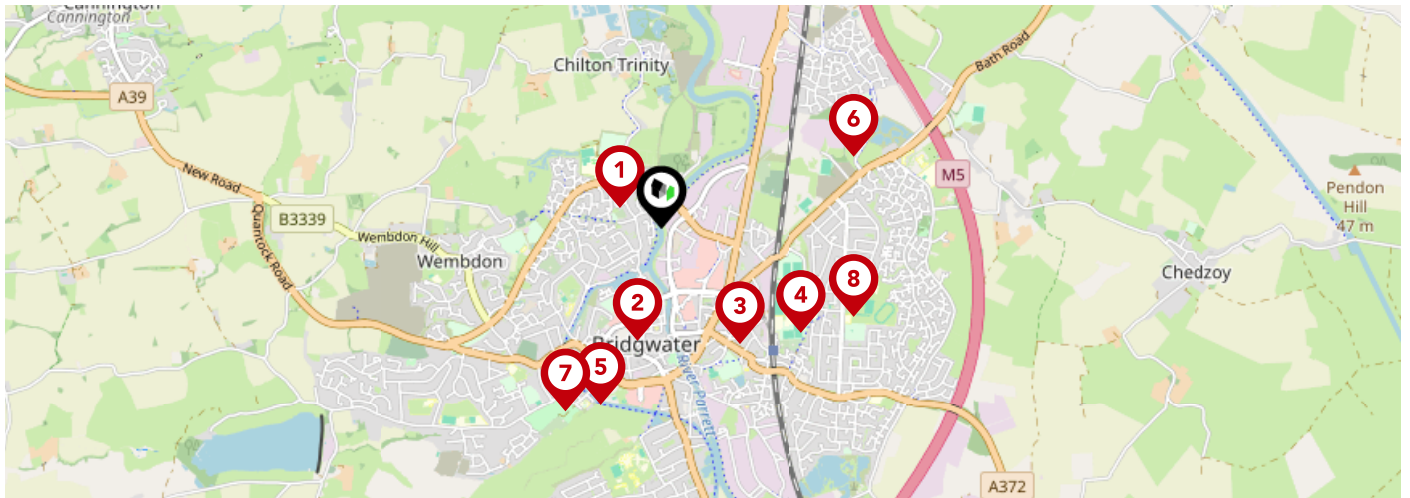 Cannington
Cannington
Chilton Trinity
Bath Road
A39
6
1
M5
New Road
Pendon
Hill
47 m
B3339
Quantock Road
Wembdon Hill
Wembdon
Chedzoy
8
4
2
3
Bridgwater
7
5
River Parrett
A372